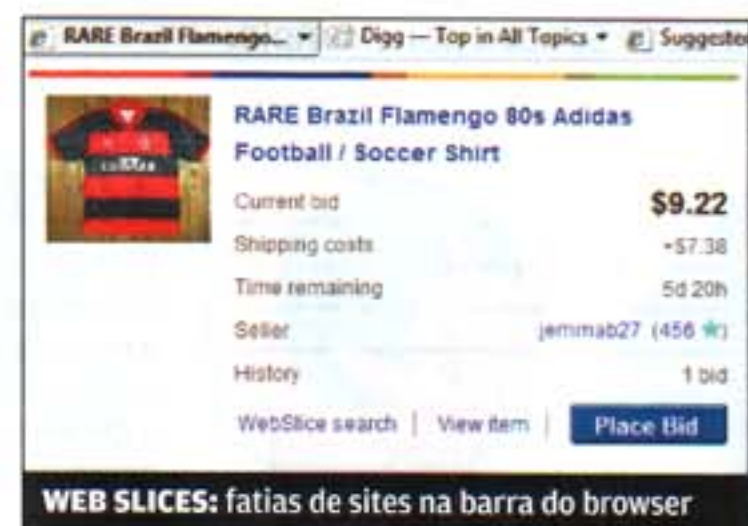 RARE Brazil Flamengo... Digg — Top in All Topics Suggested
RARE Brazil Flamengo 80s Adidas
Football / Soccer Shirt
Current bid $9.22
Shipping costs +$7.38
Time remaining 5d 20h
Seller jemmab27 (456)
History 1 bid
WebSlice search | View item | Place Bid
WEB SLICES: fatias de sites na barra do browser